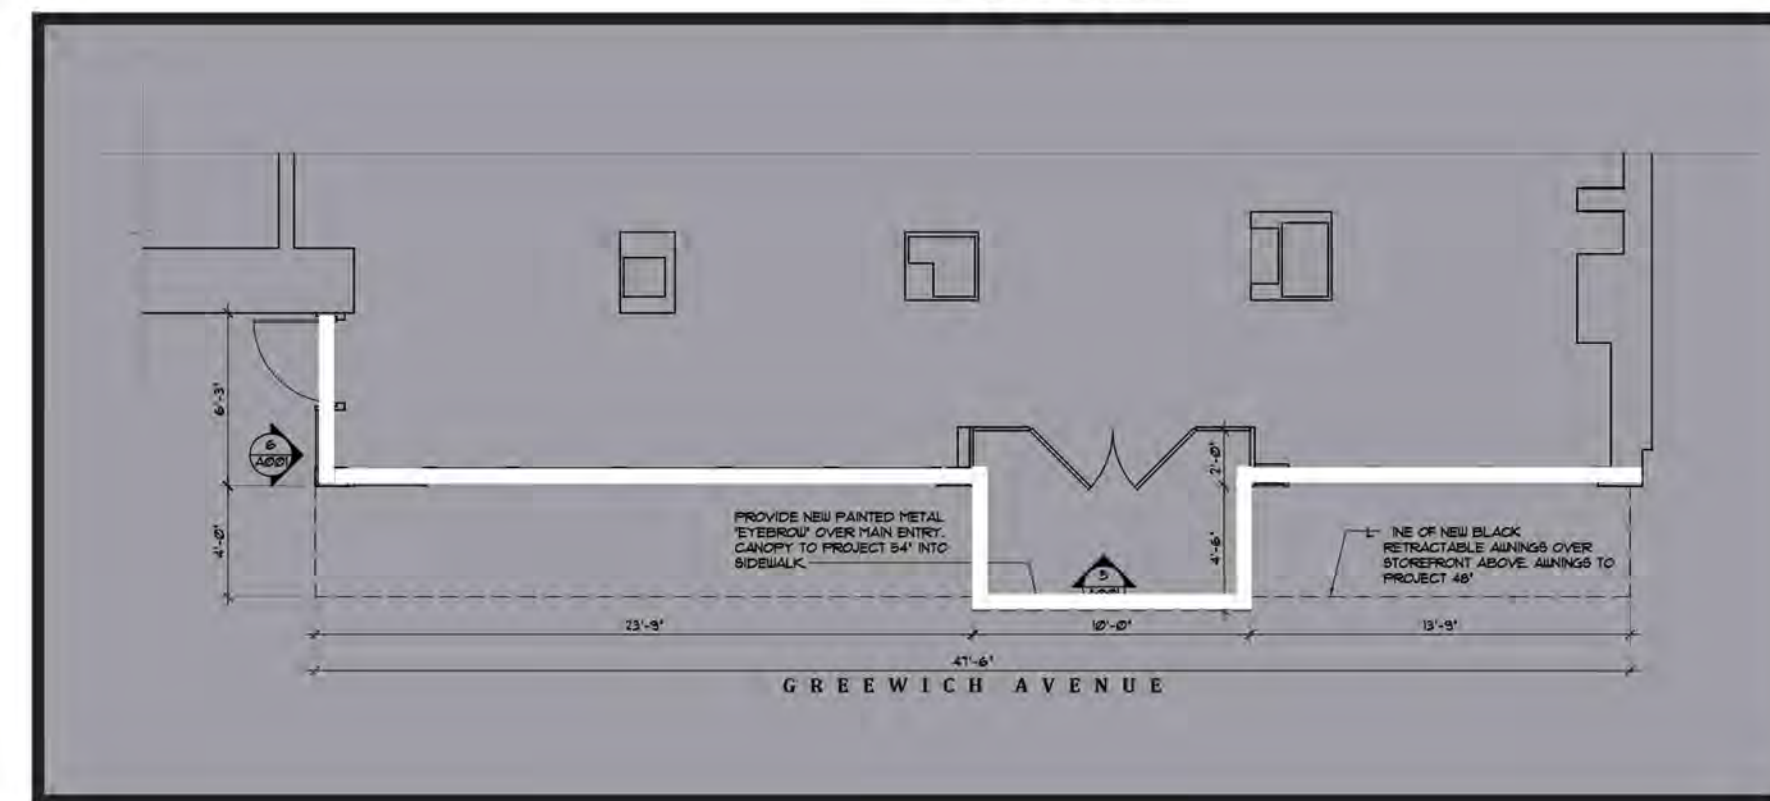 6'-3"
6
A001
4'-0"
2'-0"
4'-6"
PROVIDE NEW PAINTED METAL
"EYEBROW" OVER MAIN ENTRY.
CANOPY TO PROJECT 54" INTO
SIDEWALK
5
A001
L INE OF NEW BLACK
RETRACTABLE AWNINGS OVER
STOREFRONT ABOVE. AWNINGS TO
PROJECT 48"
23'-9"
10'-0"
13'-9"
47'-6"
GREEWICH AVENUE